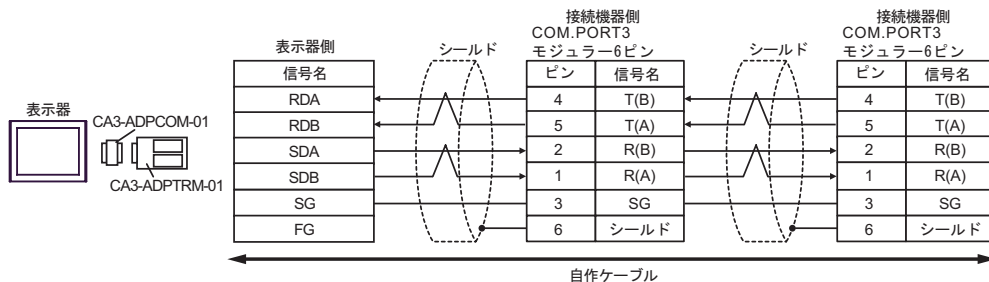 接続機器側
COM.PORT3
モジュラー6ピン
接続機器側
COM.PORT3
モジュラー6ピン
表示器側
シールド
シールド
信号名
ピン
信号名
ピン
信号名
RDA
4
T(B)
4
T(B)
RDB
5
T(A)
5
T(A)
SDA
2
R(B)
2
R(B)
SDB
1
R(A)
1
R(A)
SG
3
SG
3
SG
FG
6
シールド
6
シールド
表示器
CA3-ADPCOM-01
CA3-ADPTRM-01
自作ケーブル